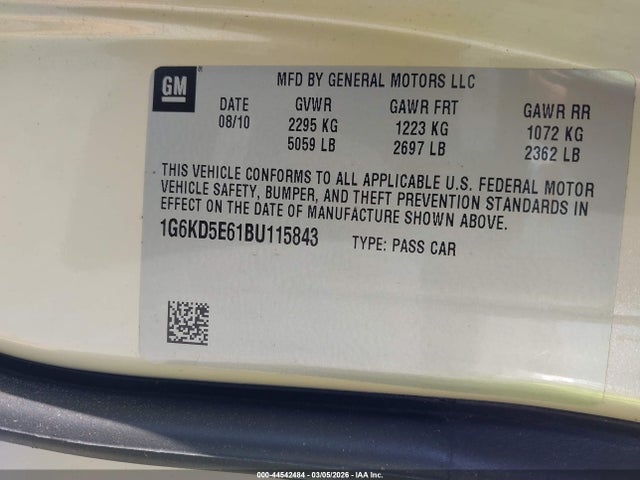 GM
MFD BY GENERAL MOTORS LLC
DATE GVWR GAWR FRT GAWR RR
08/10 2295 KG 1223 KG 1072 KG
5059 LB 2697 LB 2362 LB
THIS VEHICLE CONFORMS TO ALL APPLICABLE U.S. FEDERAL MOTOR
VEHICLE SAFETY, BUMPER, AND THEFT PREVENTION STANDARDS IN
EFFECT ON THE DATE OF MANUFACTURE SHOWN ABOVE.
1G6KD5E61BU115843 TYPE: PASS CAR
000-44542484 | 03/05/2026 | IAA Inc.